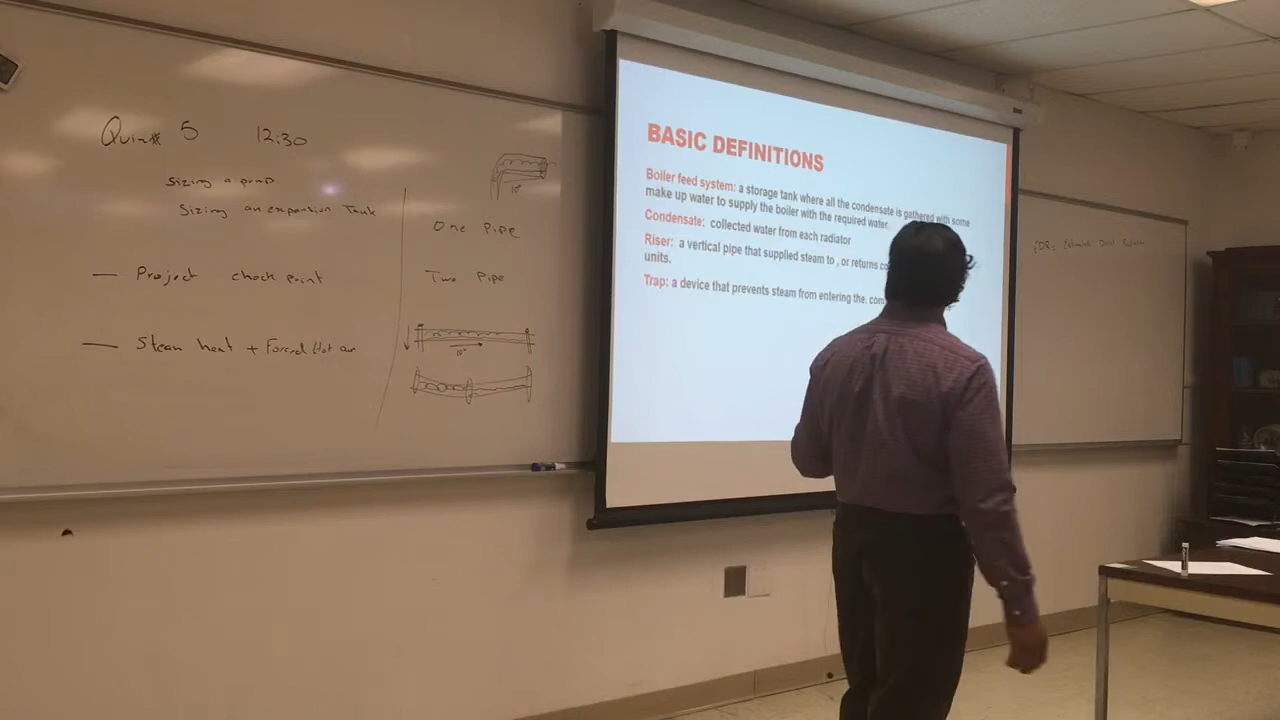 Quiz# 5 12:30
Sizing a pump
Sizing an expantion Tank
— Project check point
— Steam heat + Forced Hot air
10"
One Pipe
Two Pipe
10"
BASIC DEFINITIONS
Boiler feed system: a storage tank where all the condensate is gathered with some
make up water to supply the boiler with the required water.
Condensate: collected water from each radiator
Riser: a vertical pipe that supplied steam to , or returns
units.
Trap: a device that prevents steam from entering the.